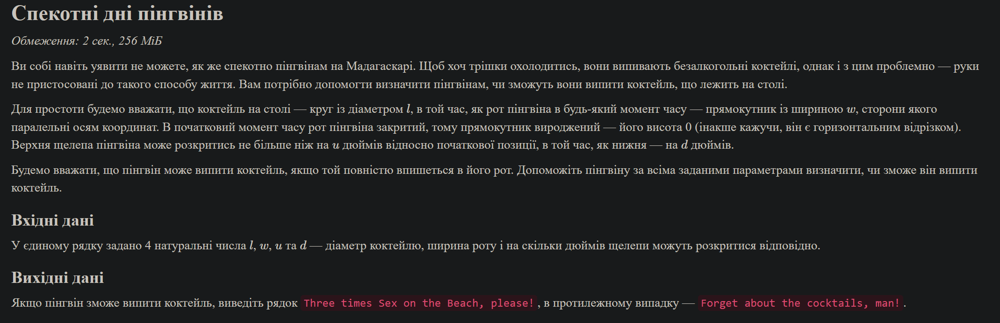 Спекотні дні пінгвінів
Обмеження: 2 сек., 256 МіБ
Ви собі навіть уявити не можете, як же спекотно пінгвінам на Мадагаскарі. Щоб хоч трішки охолодитись, вони випивають безалкогольні коктейлі, однак і з цим проблемно — руки
не пристосовані до такого способу життя. Вам потрібно допомогти визначити пінгвінам, чи зможуть вони випити коктейль, що лежить на столі.
Для простоти будемо вважати, що коктейль на столі — круг із діаметром l, в той час, як рот пінгвіна в будь-який момент часу — прямокутник із шириною w, сторони якого
паралельні осям координат. В початковий момент часу рот пінгвіна закритий, тому прямокутник вироджений — його висота 0 (інакше кажучи, він є горизонтальним відрізком).
Верхня щелепа пінгвіна може розкритись не більше ніж на u дюймів відносно початкової позиції, в той час, як нижня — на d дюймів.
Будемо вважати, що пінгвін може випити коктейль, якщо той повністю впишеться в його рот. Допоможіть пінгвіну за всіма заданими параметрами визначити, чи зможе він випити
коктейль.
Вхідні дані
У єдиному рядку задано 4 натуральні числа l, w, u та d — діаметр коктейлю, ширина роту і на скільки дюймів щелепи можуть розкритися відповідно.
Вихідні дані
Якщо пінгвін зможе випити коктейль, виведіть рядок Three times Sex on the Beach, please!, в протилежному випадку — Forget about the cocktails, man!.